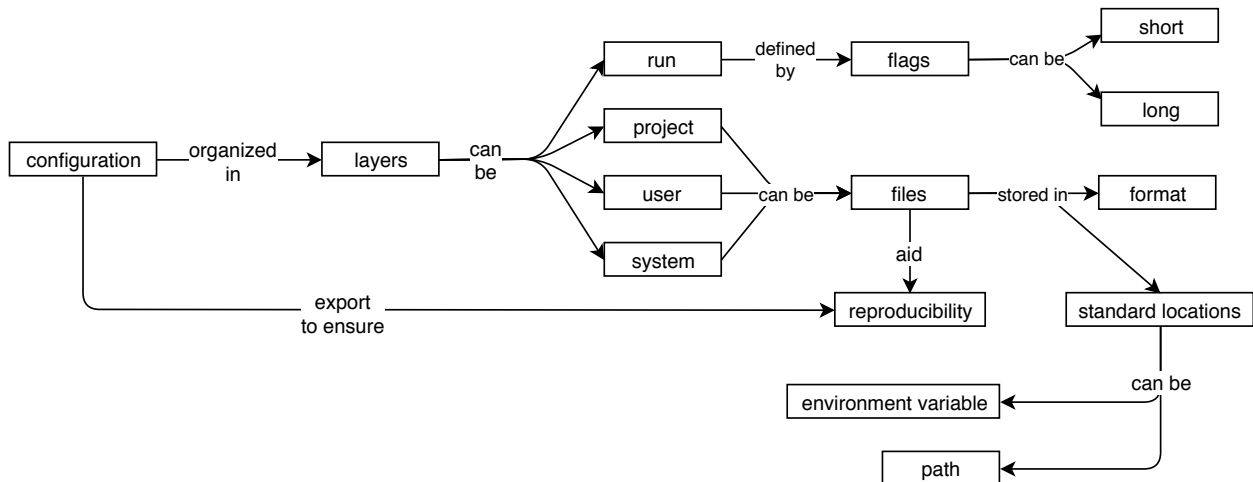 short
run
defined
by
flags
can be
long
project
configuration
organized
in
layers
can
be
user
can be
files
stored in
format
system
aid
export
to ensure
reproducibility
standard locations
can be
environment variable
path